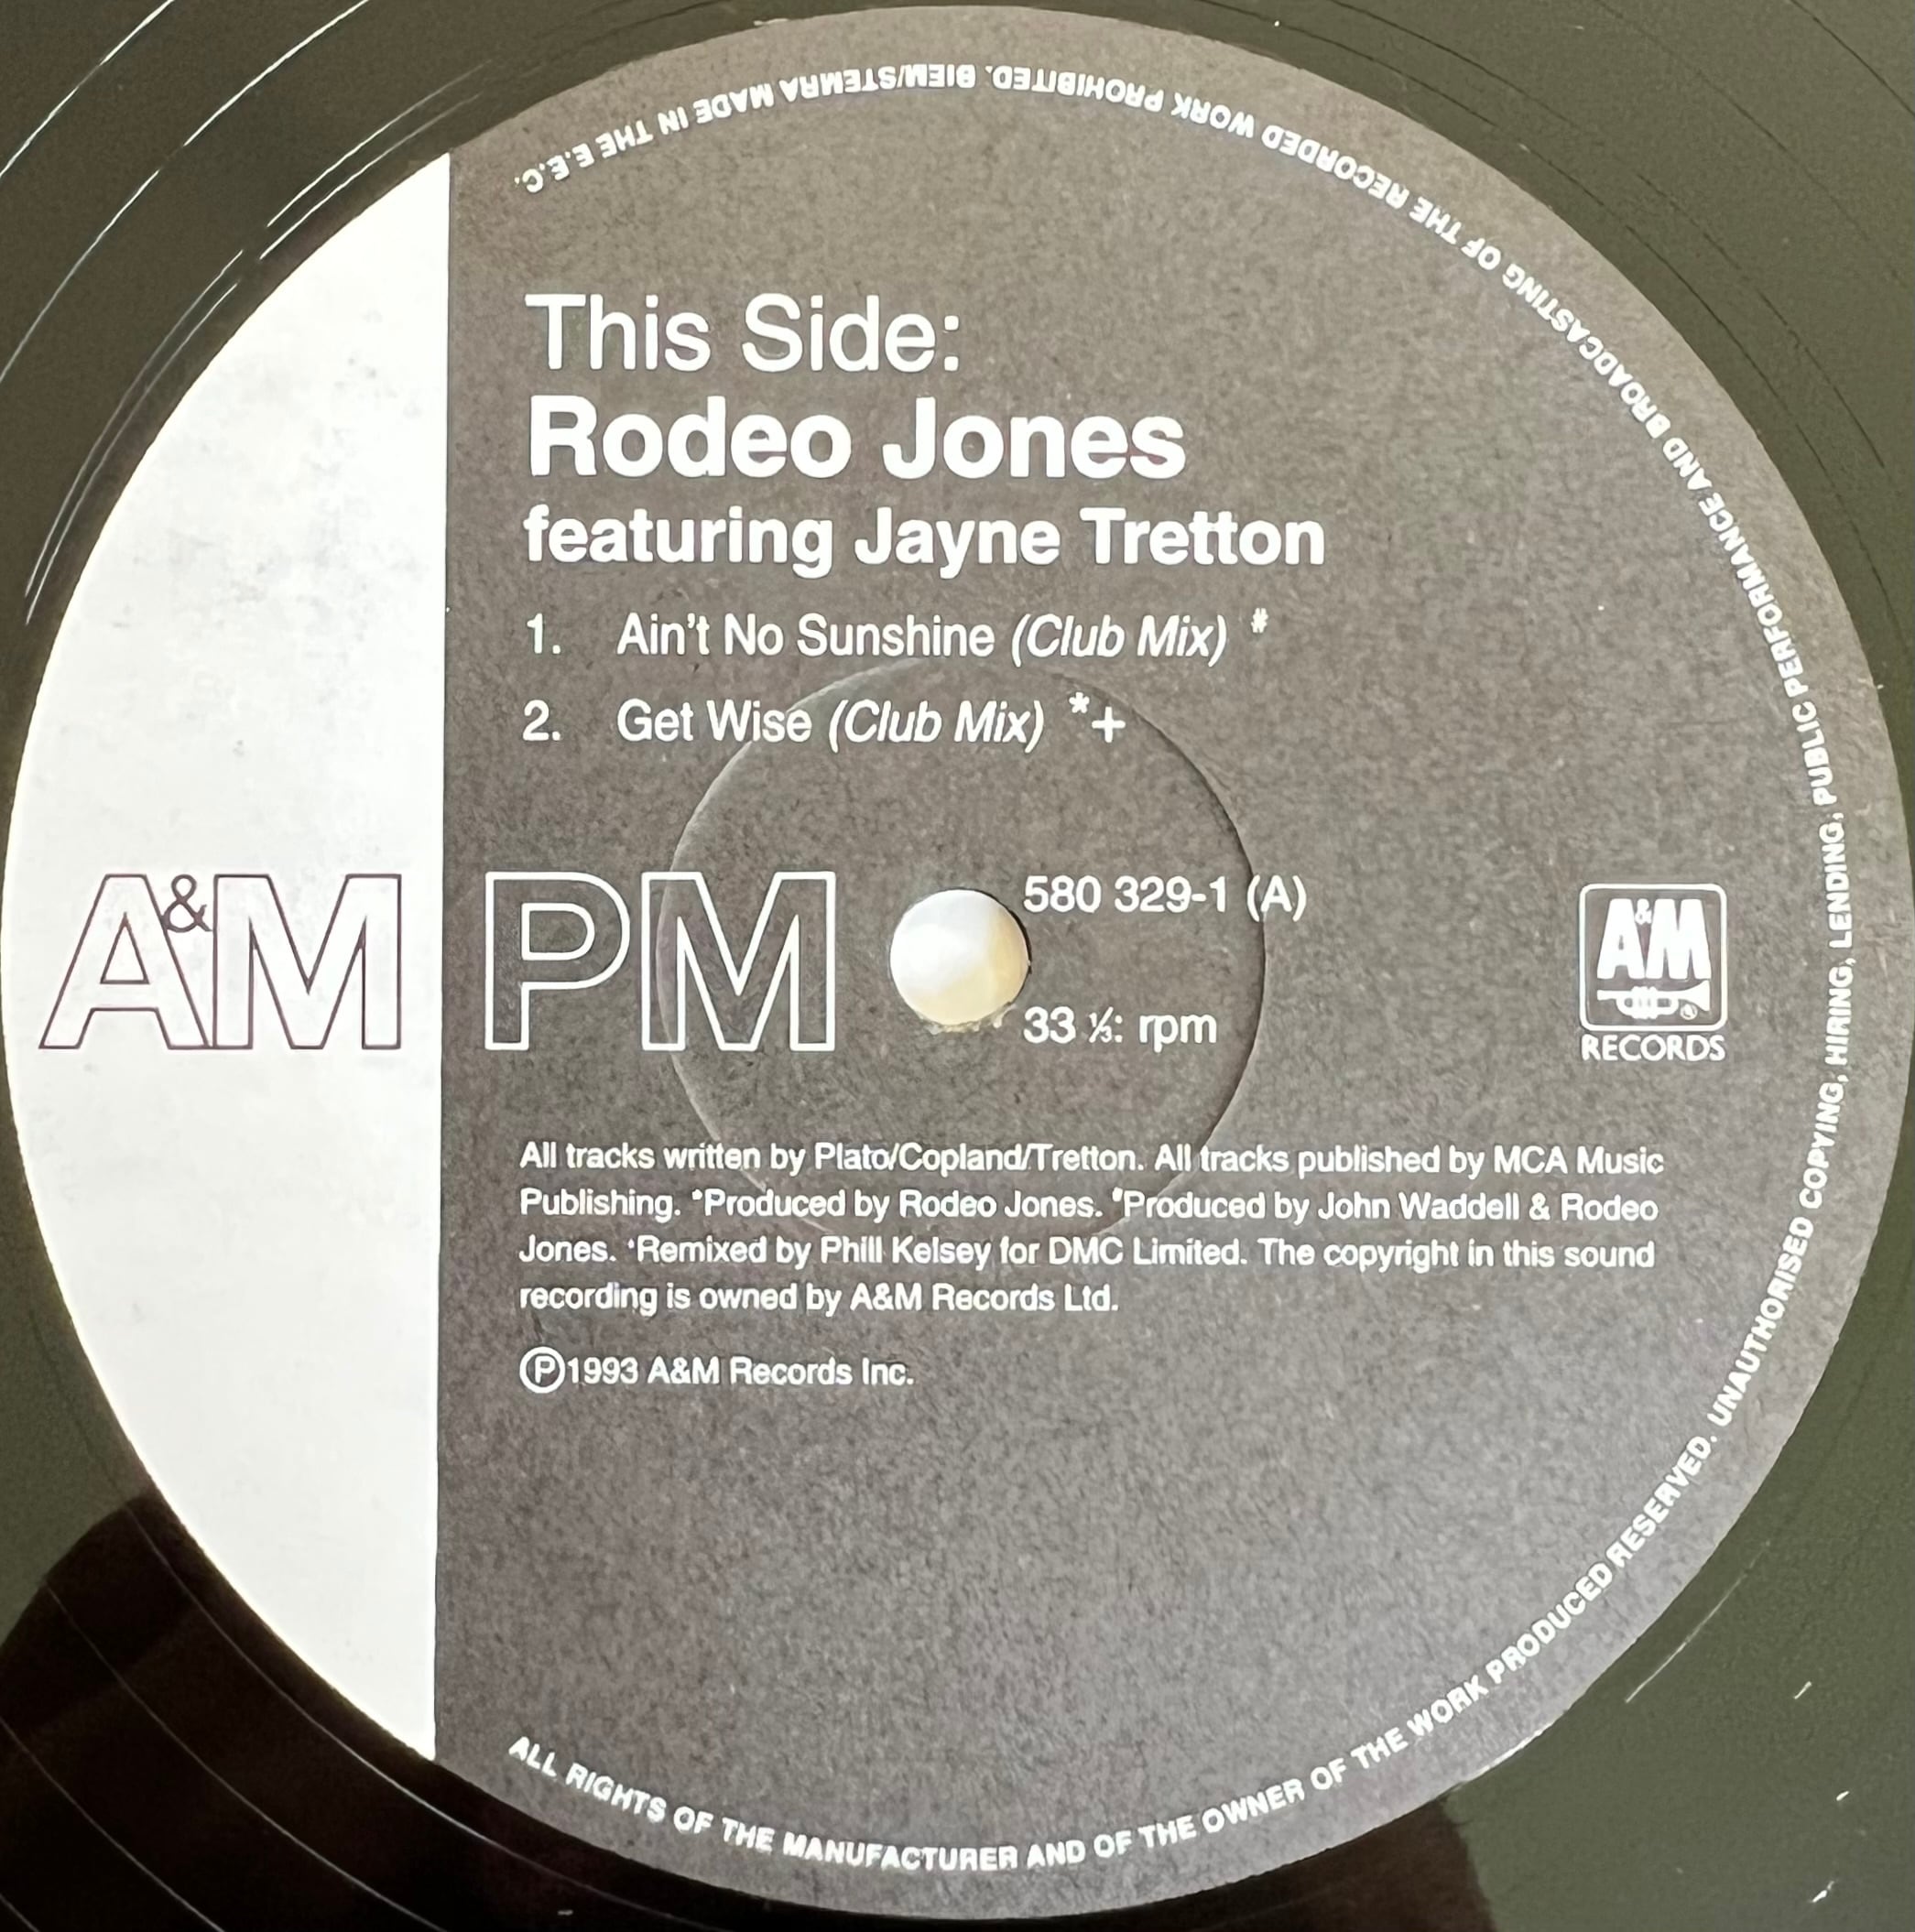 This Side:
Rodeo Jones
featuring Jayne Tretton
1. Ain't No Sunshine (Club Mix) #
2. Get Wise (Club Mix) *+
A&M PM
580 329-1 (A)
33 ⅓: rpm
A&M
RECORDS
All tracks written by Plato/Copland/Tretton. All tracks published by MCA Music
Publishing. *Produced by Rodeo Jones. #Produced by John Waddell & Rodeo
Jones. +Remixed by Phill Kelsey for DMC Limited. The copyright in this sound
recording is owned by A&M Records Ltd.
℗1993 A&M Records Inc.
ALL RIGHTS OF THE MANUFACTURER AND OF THE OWNER OF THE WORK PRODUCED RESERVED. UNAUTHORISED COPYING, HIRING, LENDING, PUBLIC PERFORMANCE AND BROADCASTING OF THE RECORDED WORK PROHIBITED. BIEM/STEMRA MADE IN THE E.E.C.